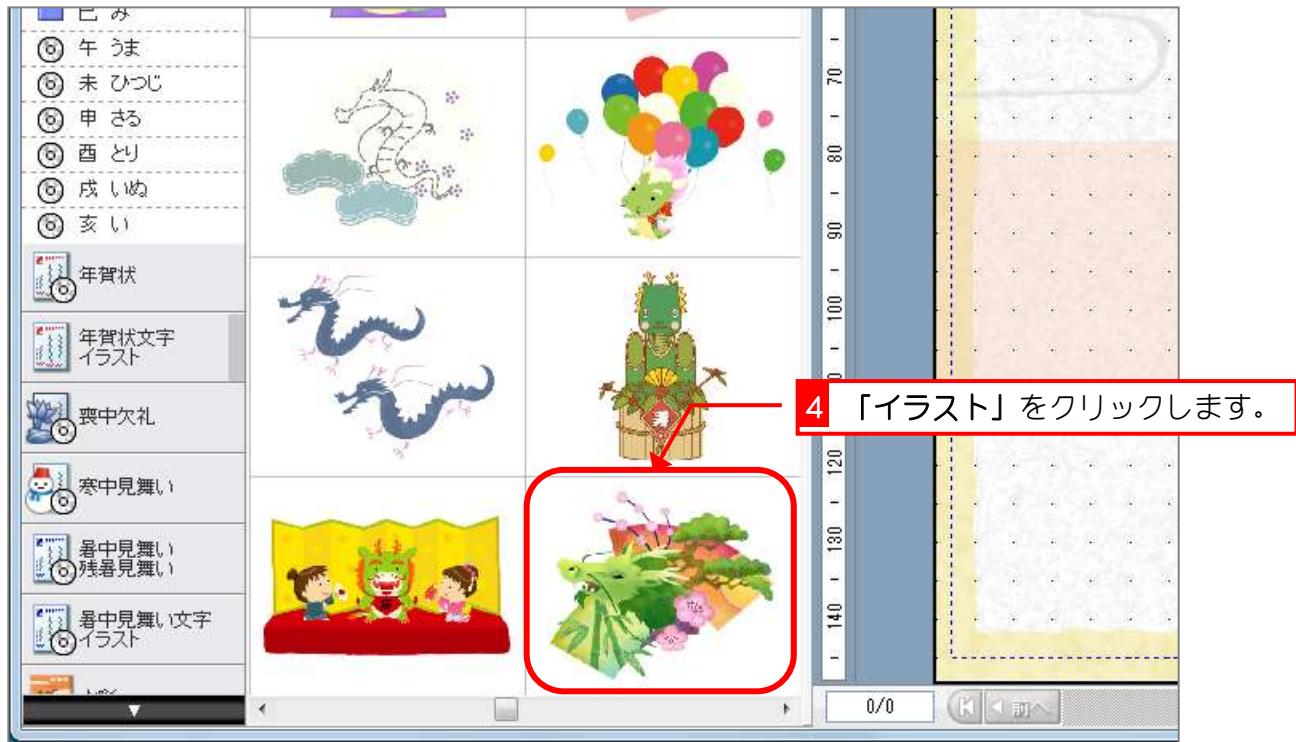 巳 み
午 うま
未 ひつじ
申 さる
酉 とり
戌 いぬ
亥 い
年賀状
年賀状文字
イラスト
喪中欠礼
寒中見舞い
暑中見舞い
残暑見舞い
暑中見舞い文字
イラスト
70
80
90
100
120
130
140
4 「イラスト」をクリックします。
0/0
前へ